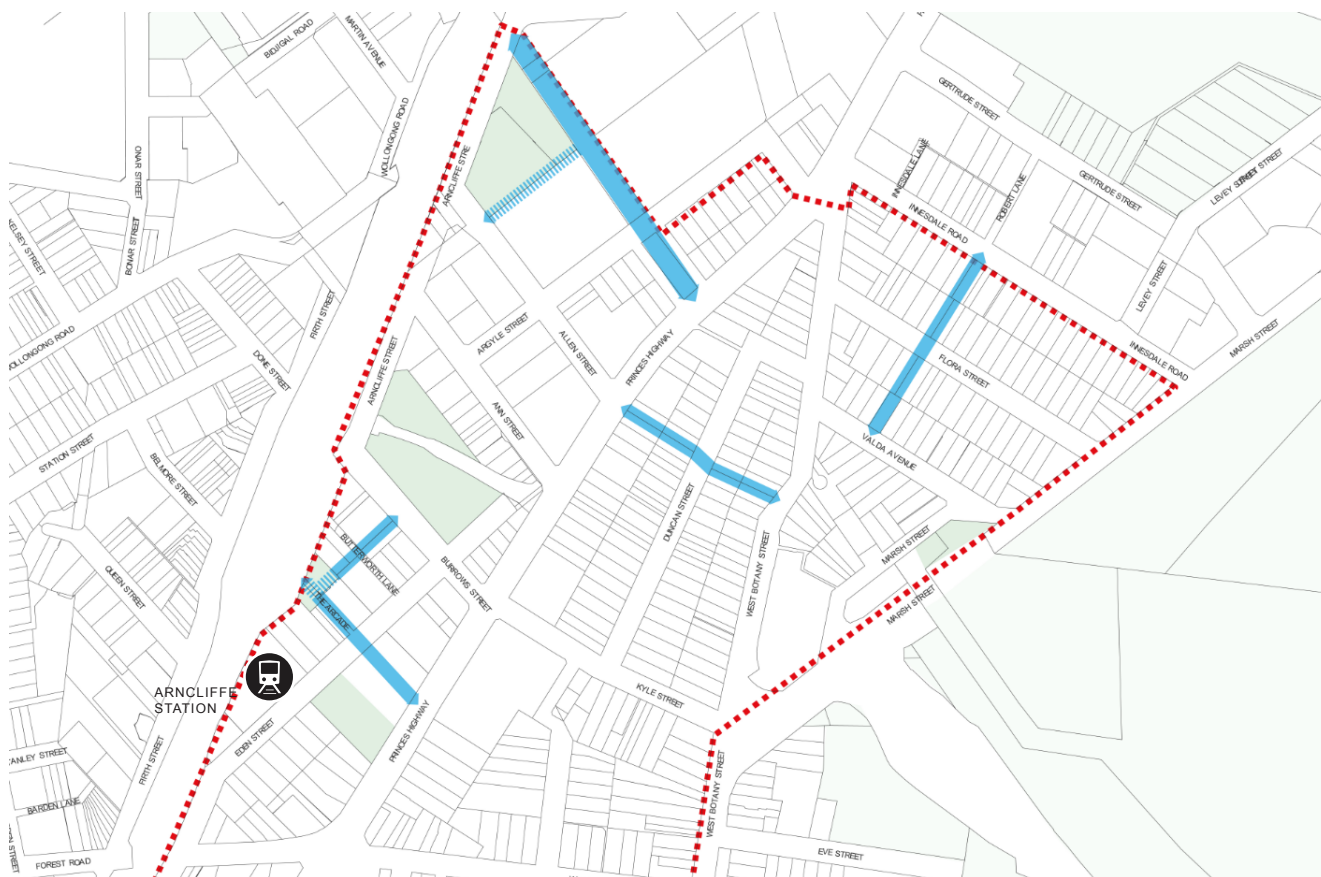 BIDJIGAL ROAD
MARTIN AVENUE
WOLLONGONG ROAD
GERTRUDE STREET
INNESDALE LANE
ROBERT LANE
GERTRUDE STREET
LEVEY STREET
STREET
ONAR STREET
ARNCLIFFE STRE
INNESDALE ROAD
KELSEY STREET
BONAR STREET
LEVEY STREET
MARSH STREET
FIRTH STREET
ARGYLE STREET
ALLEN STREET
PRINCES HIGHWAY
INNESDALE ROAD
WOLLONGONG ROAD
DONE STREET
ARNCLIFFE STREET
FLORA STREET
ANN STREET
STATION STREET
BELMORE STREET
VALDA AVENUE
DUNCAN STREET
WEST BOTANY STREET
MARSH STREET
BUTTERWORTH LANE
BURROWS STREET
QUEEN STREET
THE ARCADE
MARSH STREET
ARNCLIFFE
STATION
KYLE STREET
EDEN STREET
PRINCES HIGHWAY
FIRTH STREET
TANLEY STREET
WEST BOTANY STREET
BARDEN LANE
EN STREET
FOREST ROAD
EVE STREET